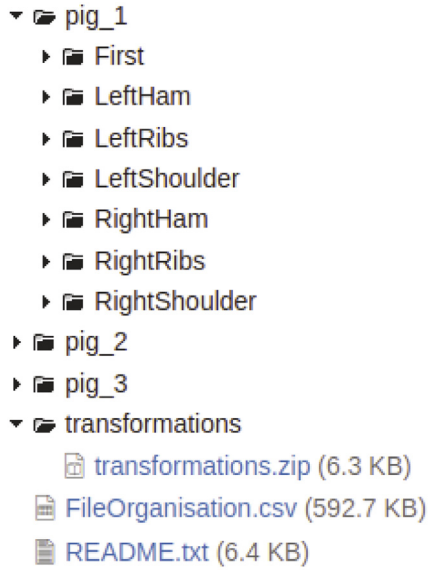 pig_1
First
LeftHam
LeftRibs
LeftShoulder
RightHam
RightRibs
RightShoulder
pig_2
pig_3
transformations
transformations.zip (6.3 KB)
FileOrganisation.csv (592.7 KB)
README.txt (6.4 KB)